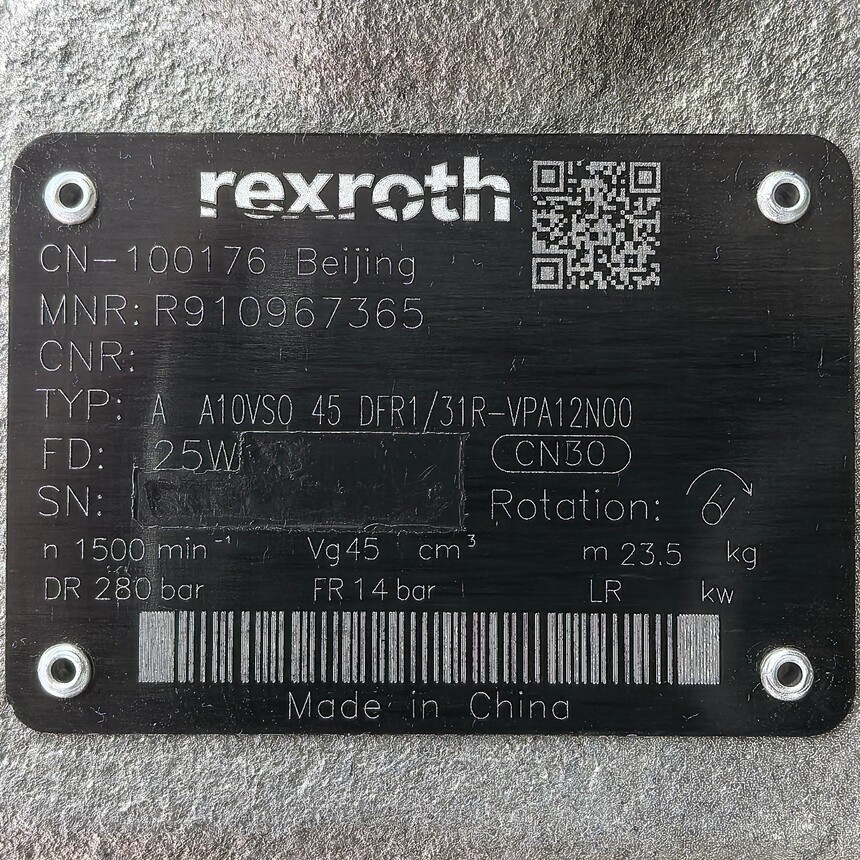 rexroth
CN-100176 Beijing
MNR: R910967365
CNR:
TYP: A A10VSO 45 DFR1/31R-VPA12N00
FD: 25W CN30
SN: Rotation:
n 1500 min⁻¹ Vg45 cm³ m 23.5 kg
DR 280 bar FR 14 bar LR kw
Made in China